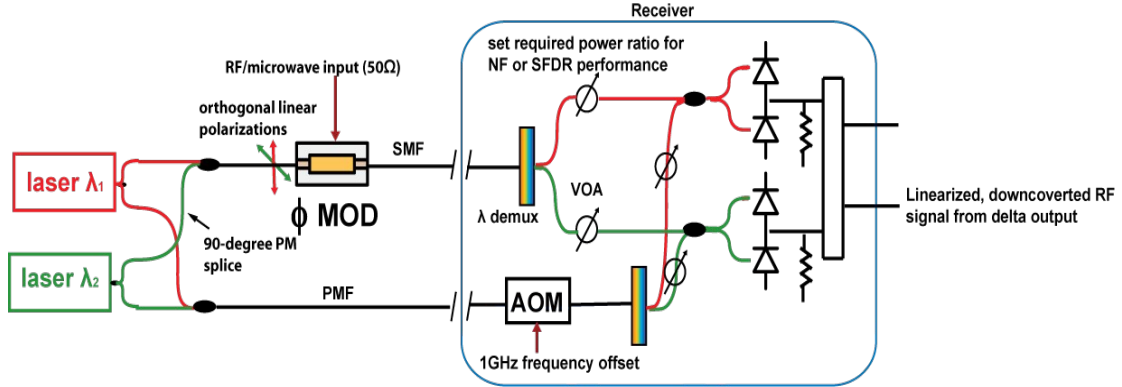 Receiver
set required power ratio for
NF or SFDR performance
RF/microwave input (50Ω)
orthogonal linear
polarizations
SMF
laser λ1
ϕ MOD
λ demux
VOA
90-degree PM
splice
laser λ2
PMF
AOM
1GHz frequency offset
Linearized, downcoverted RF
signal from delta output